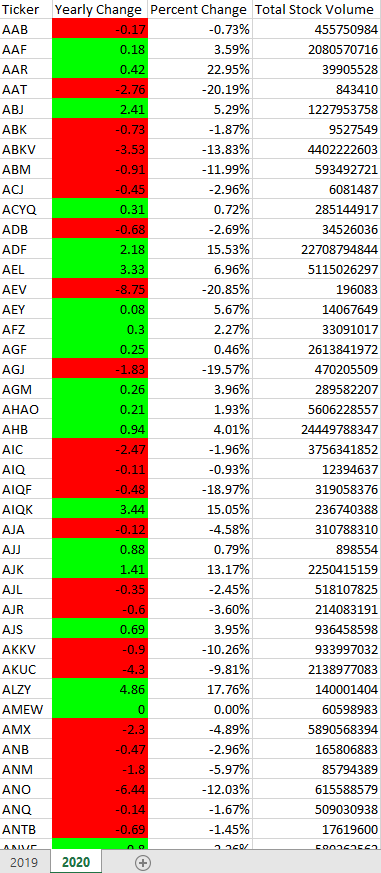 Ticker Yearly Change Percent Change Total Stock Volume
AAB -0.17 -0.73% 455750984
AAF 0.18 3.59% 2080570716
AAR 0.42 22.95% 39905528
AAT -2.76 -20.19% 843410
ABJ 2.41 5.29% 1227953758
ABK -0.73 -1.87% 9527549
ABKV -3.53 -13.83% 4402222603
ABM -0.91 -11.99% 593492721
ACJ -0.45 -2.96% 6081487
ACYQ 0.31 0.72% 285144917
ADB -0.68 -2.69% 34526036
ADF 2.18 15.53% 22708794844
AEL 3.33 6.96% 5115026297
AEV -8.75 -20.85% 196083
AEY 0.08 5.67% 14067649
AFZ 0.3 2.27% 33091017
AGF 0.25 0.46% 2613841972
AGJ -1.83 -19.57% 470205509
AGM 0.26 3.96% 289582207
AHAO 0.21 1.93% 5606228557
AHB 0.94 4.01% 24449788347
AIC -2.47 -1.96% 3756341852
AIQ -0.11 -0.93% 12394637
AIQF -0.48 -18.97% 319058376
AIQK 3.44 15.05% 236740388
AJA -0.12 -4.58% 310788310
AJJ 0.88 0.79% 898554
AJK 1.41 13.17% 2250415159
AJL -0.35 -2.45% 518107825
AJR -0.6 -3.60% 214083191
AJS 0.69 3.95% 936458598
AKKV -0.9 -10.26% 933997032
AKUC -4.3 -9.81% 2138977083
ALZY 4.86 17.76% 140001404
AMEW 0 0.00% 60598983
AMX -2.3 -4.89% 5890568394
ANB -0.47 -2.96% 165806883
ANM -1.8 -5.97% 85794389
ANO -6.44 -12.03% 615588579
ANQ -0.14 -1.67% 509030938
ANTB -0.69 -1.45% 17619600
2019 2020